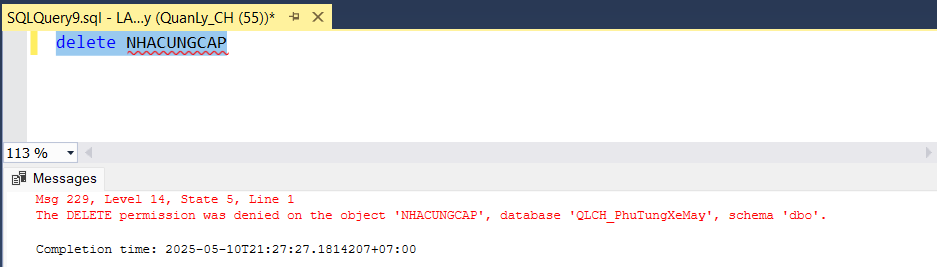 SQLQuery9.sql - LA...y (QuanLy_CH (55))*
delete NHACUNGCAP
113 %
Messages
Msg 229, Level 14, State 5, Line 1
The DELETE permission was denied on the object 'NHACUNGCAP', database 'QLCH_PhuTungXeMay', schema 'dbo'.
Completion time: 2025-05-10T21:27:27.1814207+07:00